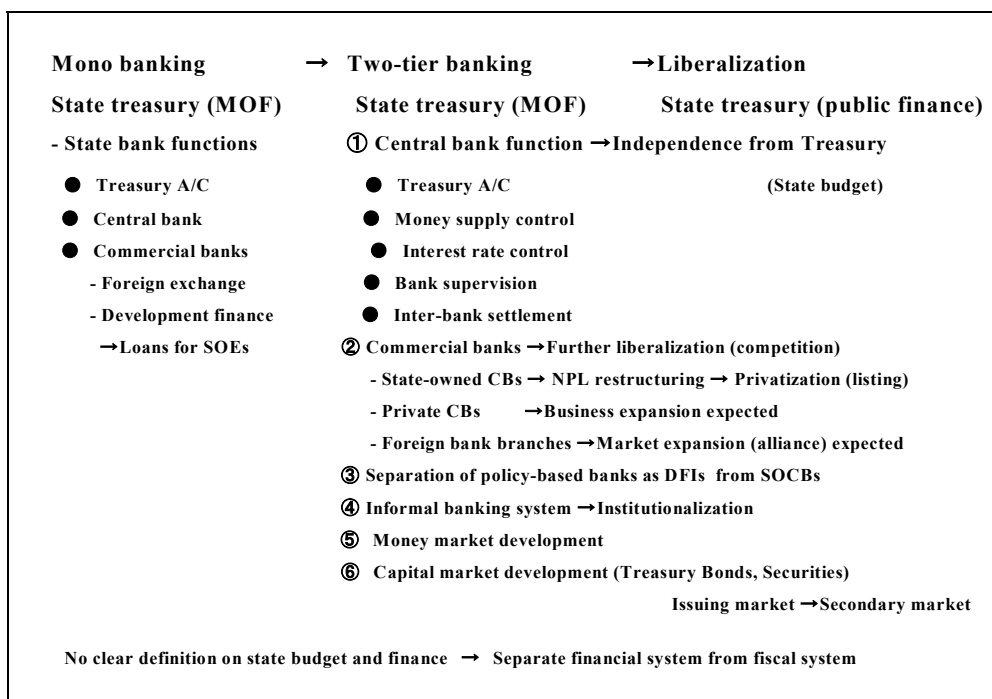 Mono banking → Two-tier banking →Liberalization
State treasury (MOF) State treasury (MOF) State treasury (public finance)
- State bank functions ① Central bank function →Independence from Treasury
● Treasury A/C ● Treasury A/C (State budget)
● Central bank ● Money supply control
● Commercial banks ● Interest rate control
- Foreign exchange ● Bank supervision
- Development finance ● Inter-bank settlement
→Loans for SOEs ② Commercial banks →Further liberalization (competition)
- State-owned CBs → NPL restructuring → Privatization (listing)
- Private CBs →Business expansion expected
- Foreign bank branches →Market expansion (alliance) expected
③ Separation of policy-based banks as DFIs from SOCBs
④ Informal banking system →Institutionalization
⑤ Money market development
⑥ Capital market development (Treasury Bonds, Securities)
Issuing market →Secondary market
No clear definition on state budget and finance → Separate financial system from fiscal system